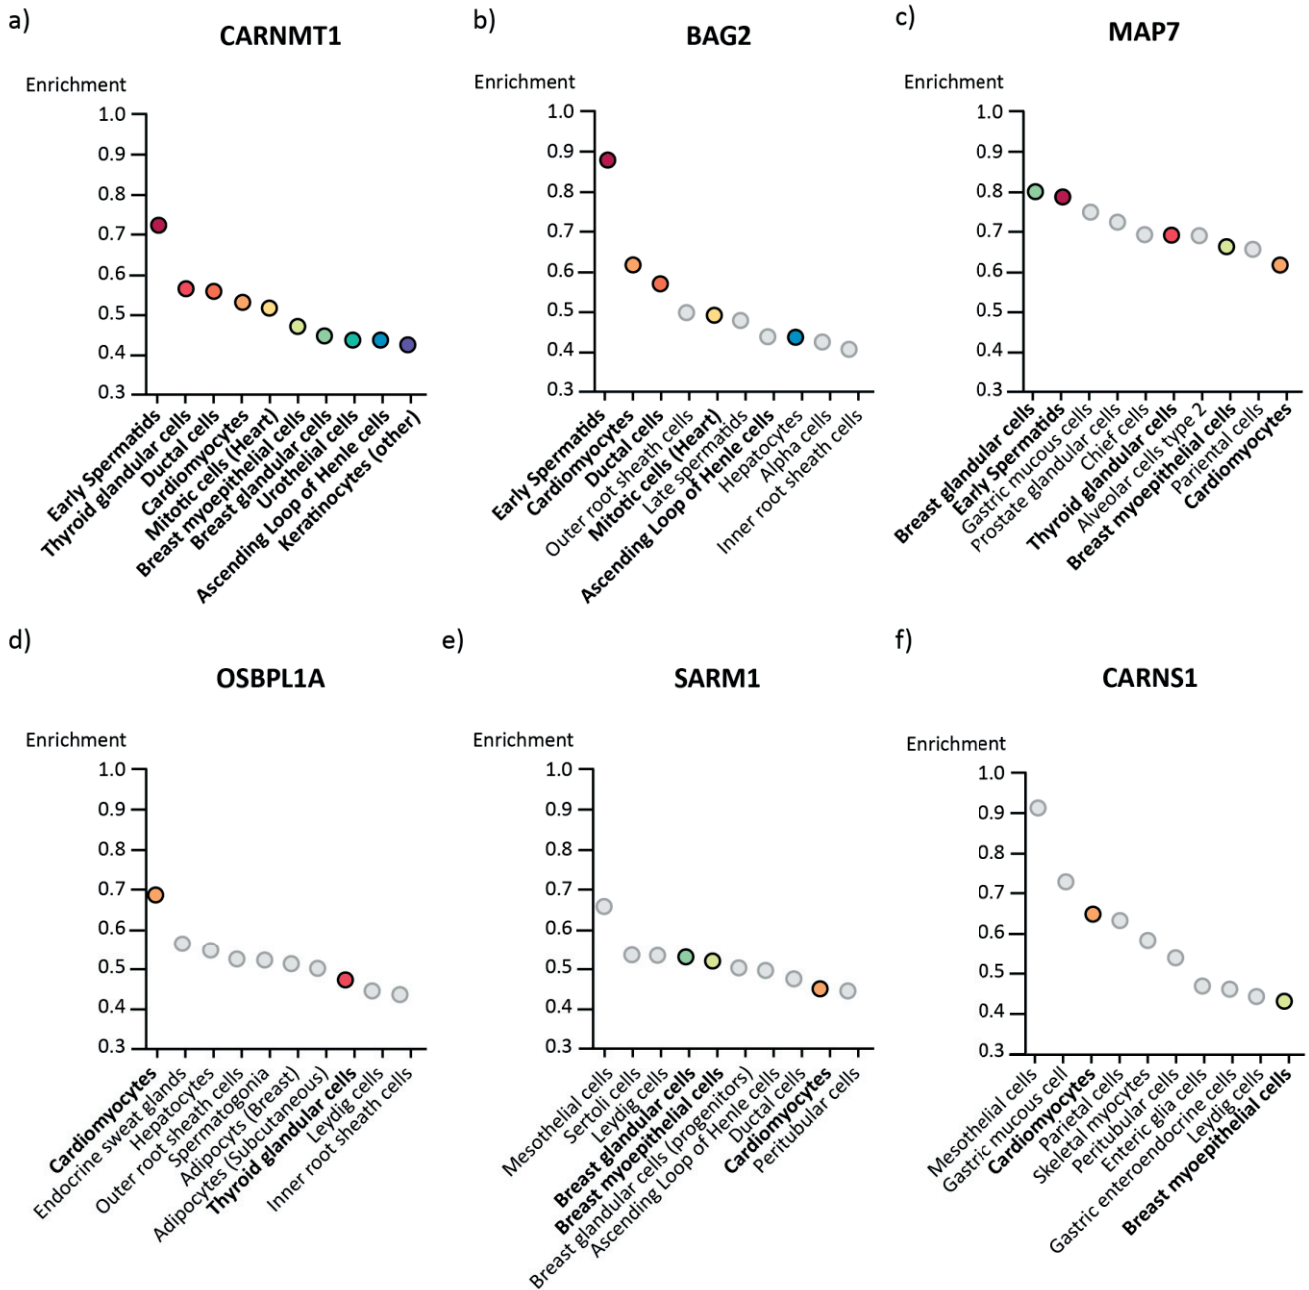 a)
CARNMT1
Enrichment
1.0
0.9
0.8
0.7
0.6
0.5
0.4
0.3
Early Spermatids
Thyroid glandular cells
Ductal cells
Cardiomyocytes
Mitotic cells (Heart)
Breast myoepithelial cells
Breast glandular cells
Urothelial cells
Ascending Loop of Henle cells
Keratinocytes (other)
b)
BAG2
Enrichment
1.0
0.9
0.8
0.7
0.6
0.5
0.4
0.3
Early Spermatids
Cardiomyocytes
Ductal cells
Outer root sheath cells
Mitotic cells (Heart)
Late spermatids
Ascending Loop of Henle cells
Hepatocytes
Alpha cells
Inner root sheath cells
c)
MAP7
Enrichment
1.0
0.9
0.8
0.7
0.6
0.5
0.4
0.3
Breast glandular cells
Early Spermatids
Gastric mucous cells
Prostate glandular cells
Chief cells
Thyroid glandular cells
Alveolar cells type 2
Breast myoepithelial cells
Pariental cells
Cardiomyocytes
d)
OSBPL1A
Enrichment
1.0
0.9
0.8
0.7
0.6
0.5
0.4
0.3
Cardiomyocytes
Endocrine sweat glands
Hepatocytes
Outer root sheath cells
Spermatogonia
Adipocyts (Breast)
Adipocytes (Subcutaneous)
Thyroid glandular cells
Leydig cells
Inner root sheath cells
e)
SARM1
Enrichment
1.0
0.9
0.8
0.7
0.6
0.5
0.4
0.3
Mesothelial cells
Sertoli cells
Leydig cells
Breast glandular cells
Breast myoepithelial cells
Breast glandular cells (progenitors)
Ascending Loop of Henle cells
Ductal cells
Cardiomyocytes
Peritubular cells
f)
CARNS1
Enrichment
1.0
0.9
0.8
0.7
0.6
0.5
0.4
0.3
Mesothelial cells
Gastric mucous cell
Cardiomyocytes
Parietal cells
Skeletal myocytes
Peritubular cells
Enteric glia cells
Gastric enteroendocrine cells
Leydig cells
Breast myoepithelial cells